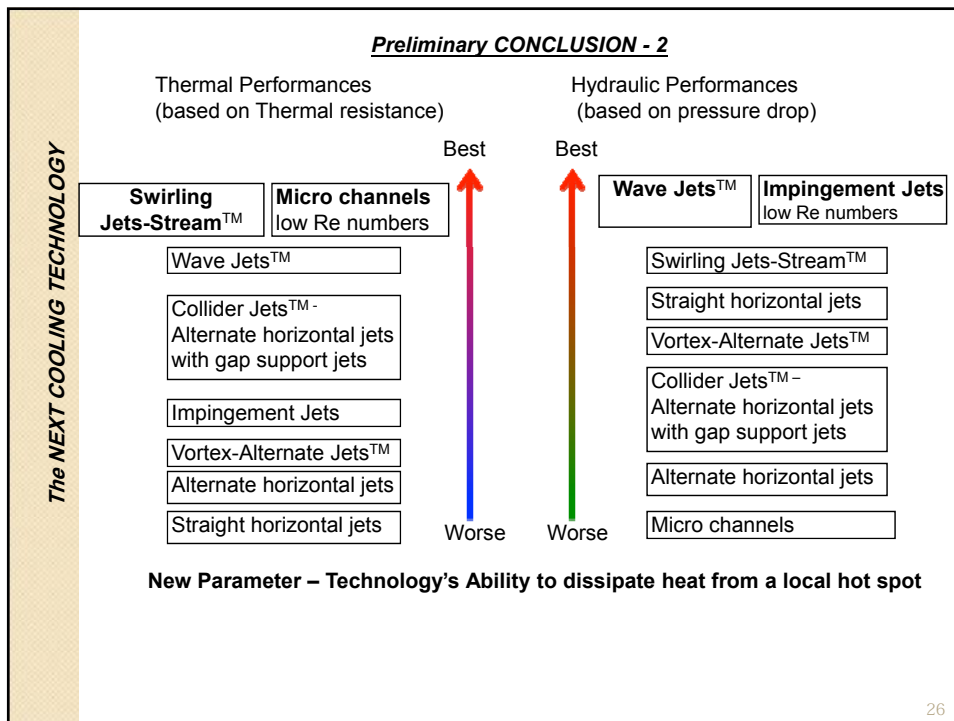 Preliminary CONCLUSION - 2
The NEXT COOLING TECHNOLOGY
Thermal Performances
(based on Thermal resistance)
Best
Swirling
Jets-Stream™
Micro channels
low Re numbers
Wave Jets™
Collider Jets™ -
Alternate horizontal jets
with gap support jets
Impingement Jets
Vortex-Alternate Jets™
Alternate horizontal jets
Straight horizontal jets
Worse
Hydraulic Performances
(based on pressure drop)
Best
Wave Jets™
Impingement Jets
low Re numbers
Swirling Jets-Stream™
Straight horizontal jets
Vortex-Alternate Jets™
Collider Jets™ –
Alternate horizontal jets
with gap support jets
Alternate horizontal jets
Micro channels
Worse
New Parameter – Technology's Ability to dissipate heat from a local hot spot
26